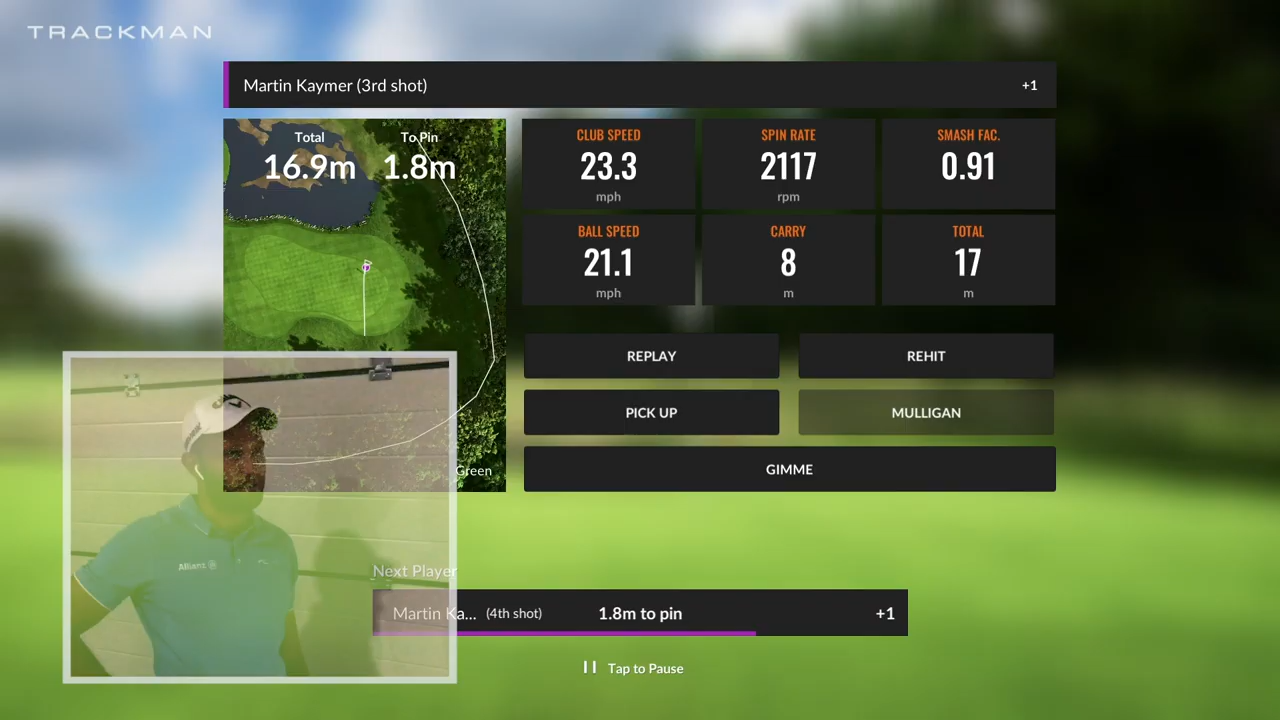 TRACKMAN
Martin Kaymer (3rd shot)
+1
Total
To Pin
16.9m
1.8m
CLUB SPEED
23.3
mph
SPIN RATE
2117
rpm
SMASH FAC.
0.91
BALL SPEED
21.1
mph
CARRY
8
m
TOTAL
17
m
REPLAY
REHIT
PICK UP
MULLIGAN
GIMME
Green
Allianz
Next Player
Martin Ka... (4th shot)
1.8m to pin
+1
Tap to Pause